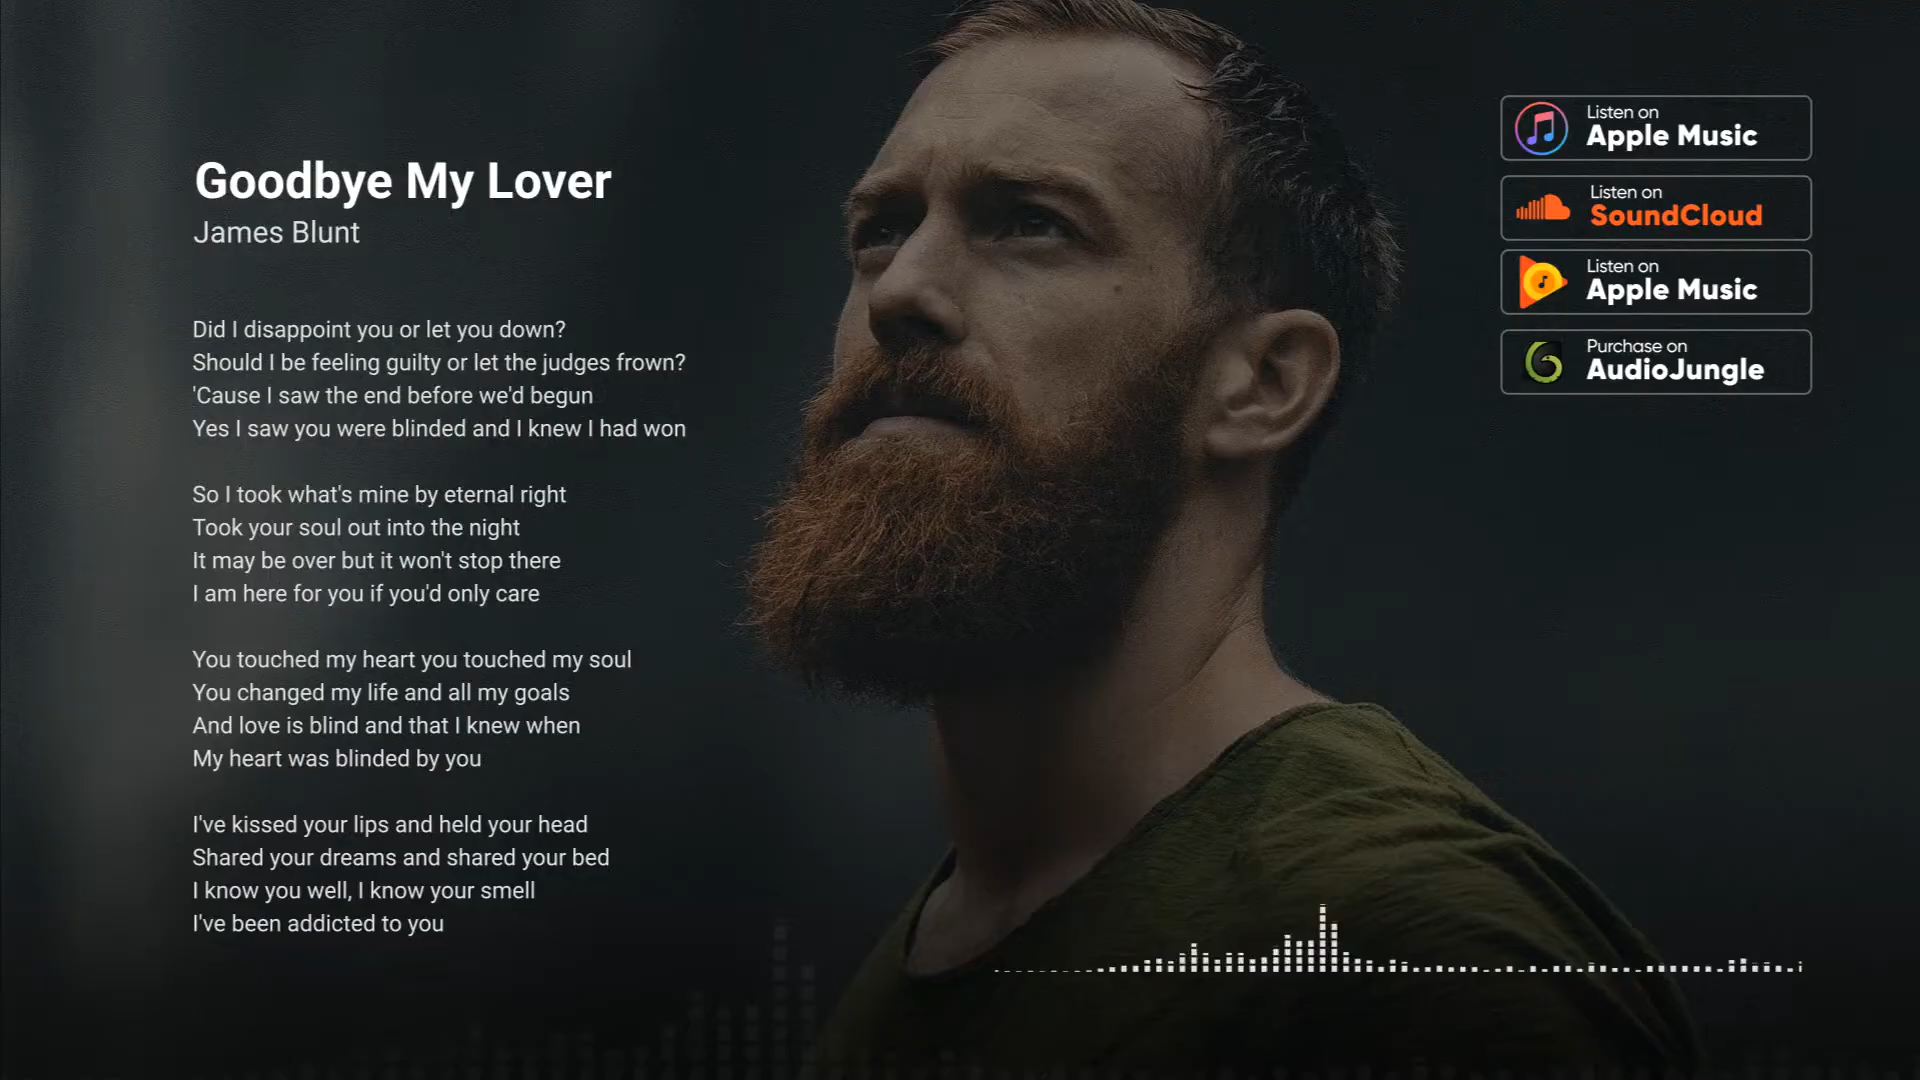 Goodbye My Lover
James Blunt
Did I disappoint you or let you down?
Should I be feeling guilty or let the judges frown?
'Cause I saw the end before we'd begun
Yes I saw you were blinded and I knew I had won
So I took what's mine by eternal right
Took your soul out into the night
It may be over but it won't stop there
I am here for you if you'd only care
You touched my heart you touched my soul
You changed my life and all my goals
And love is blind and that I knew when
My heart was blinded by you
I've kissed your lips and held your head
Shared your dreams and shared your bed
I know you well, I know your smell
I've been addicted to you
Listen on
Apple Music
Listen on
SoundCloud
Listen on
Apple Music
Purchase on
AudioJungle